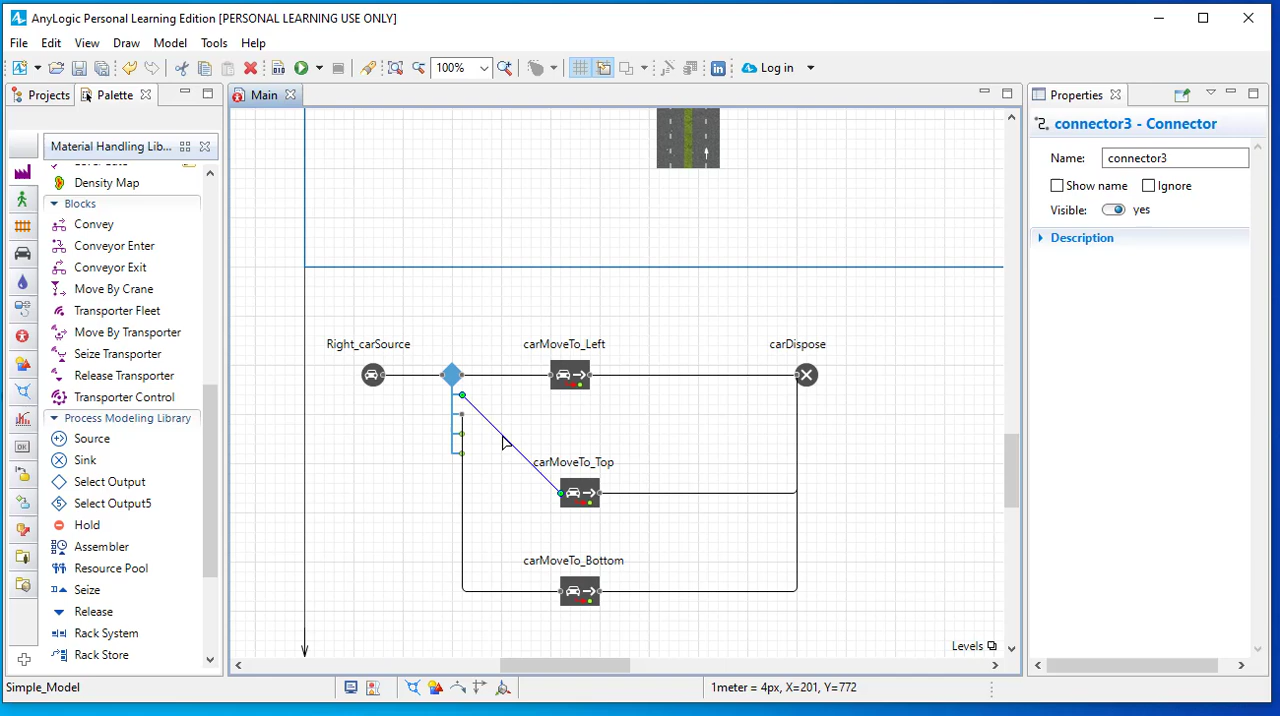 AnyLogic Personal Learning Edition [PERSONAL LEARNING USE ONLY]
File Edit View Draw Model Tools Help
100% Log in
Projects Palette
Main
Properties
Material Handling Lib...
Density Map
Blocks
Convey
Conveyor Enter
Conveyor Exit
Move By Crane
Transporter Fleet
Move By Transporter
Seize Transporter
Release Transporter
Transporter Control
Process Modeling Library
Source
Sink
Select Output
Select Output5
Hold
Assembler
Resource Pool
Seize
Release
Rack System
Rack Store
Right_carSource
carMoveTo_Left
carDispose
carMoveTo_Top
carMoveTo_Bottom
Levels
connector3 - Connector
Name: connector3
Show name Ignore
Visible: yes
Description
Simple_Model
1meter = 4px, X=201, Y=772